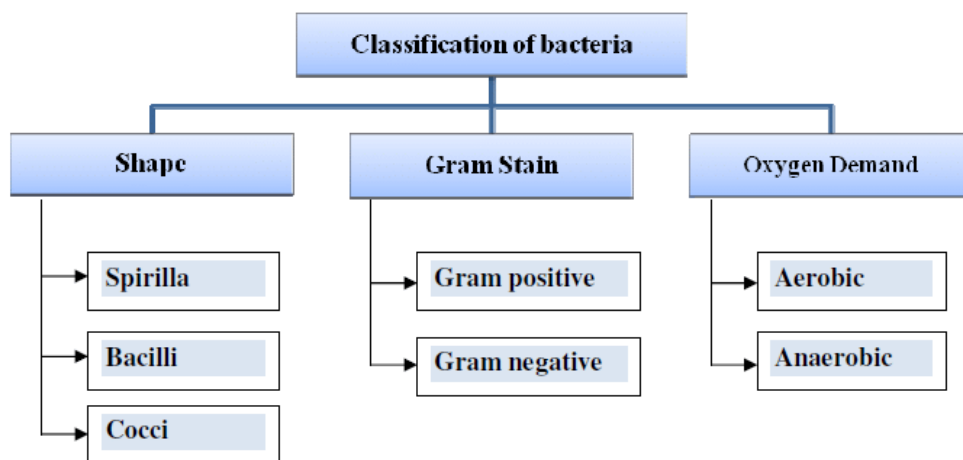 Classification of bacteria
Shape
Gram Stain
Oxygen Demand
Spirilla
Gram positive
Aerobic
Bacilli
Gram negative
Anaerobic
Cocci